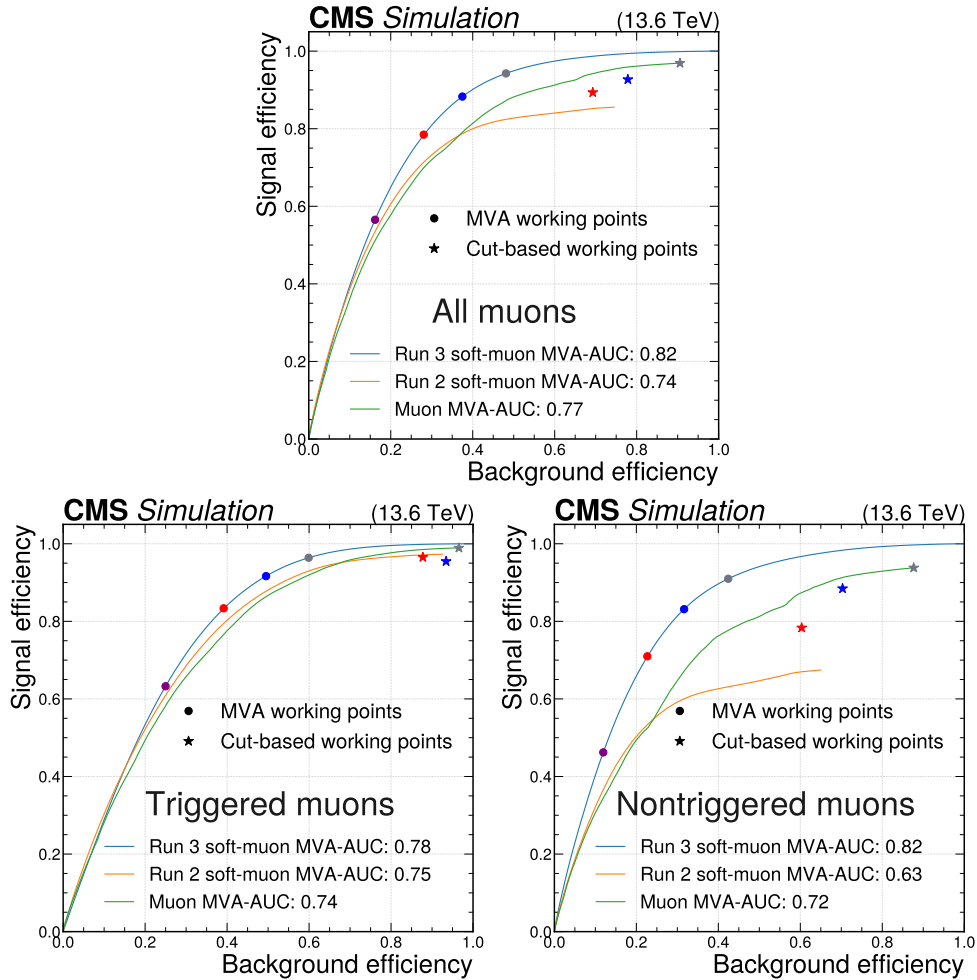 CMS Simulation (13.6 TeV)
Signal efficiency
1.0
0.8
0.6
0.4
0.2
0.0
MVA working points
Cut-based working points
All muons
Run 3 soft-muon MVA-AUC: 0.82
Run 2 soft-muon MVA-AUC: 0.74
Muon MVA-AUC: 0.77
0.0 0.2 0.4 0.6 0.8 1.0
Background efficiency
CMS Simulation (13.6 TeV)
Signal efficiency
1.0
0.8
0.6
0.4
0.2
0.0
MVA working points
Cut-based working points
Triggered muons
Run 3 soft-muon MVA-AUC: 0.78
Run 2 soft-muon MVA-AUC: 0.75
Muon MVA-AUC: 0.74
0.0 0.2 0.4 0.6 0.8 1.0
Background efficiency
CMS Simulation (13.6 TeV)
Signal efficiency
1.0
0.8
0.6
0.4
0.2
0.0
MVA working points
Cut-based working points
Nontriggered muons
Run 3 soft-muon MVA-AUC: 0.82
Run 2 soft-muon MVA-AUC: 0.63
Muon MVA-AUC: 0.72
0.0 0.2 0.4 0.6 0.8 1.0
Background efficiency